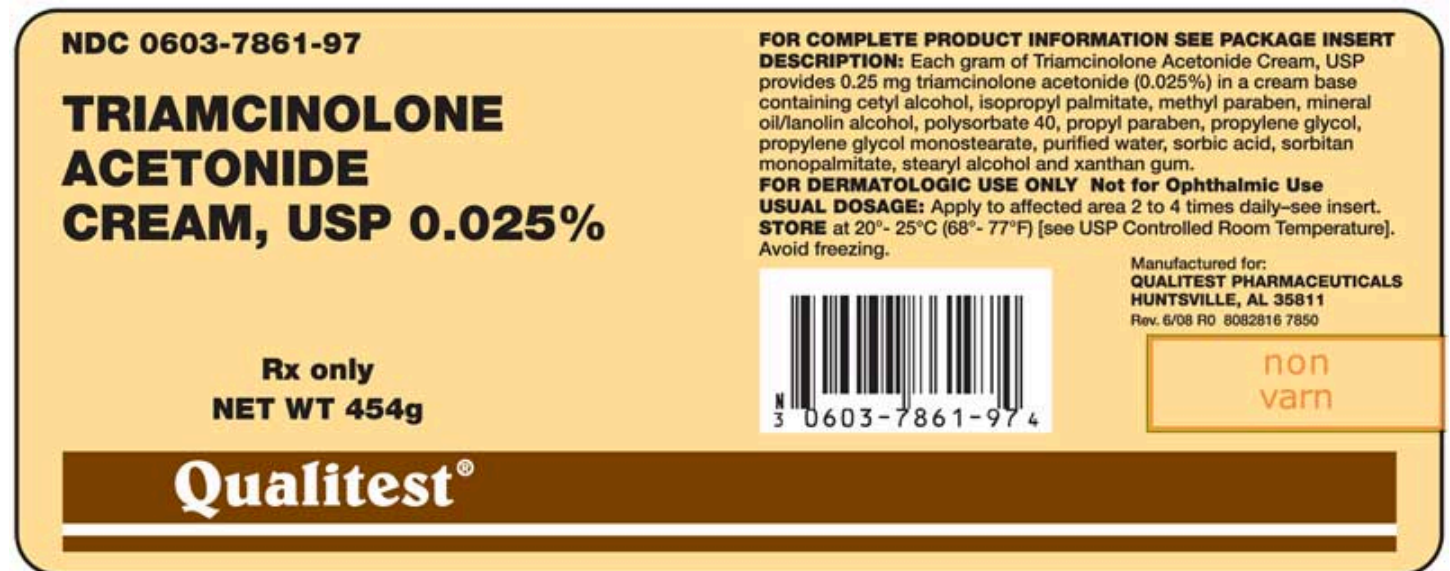 NDC 0603-7861-97
TRIAMCINOLONE
ACETONIDE
CREAM, USP 0.025%
Rx only
NET WT 454g
FOR COMPLETE PRODUCT INFORMATION SEE PACKAGE INSERT
DESCRIPTION: Each gram of Triamcinolone Acetonide Cream, USP
provides 0.25 mg triamcinolone acetonide (0.025%) in a cream base
containing cetyl alcohol, isopropyl palmitate, methyl paraben, mineral
oil/lanolin alcohol, polysorbate 40, propyl paraben, propylene glycol,
propylene glycol monostearate, purified water, sorbic acid, sorbitan
monopalmitate, stearyl alcohol and xanthan gum.
FOR DERMATOLOGIC USE ONLY Not for Ophthalmic Use
USUAL DOSAGE: Apply to affected area 2 to 4 times daily–see insert.
STORE at 20°- 25°C (68°- 77°F) [see USP Controlled Room Temperature].
Avoid freezing.
Manufactured for:
QUALITEST PHARMACEUTICALS
HUNTSVILLE, AL 35811
Rev. 6/08 R0 8082816 7850
non
varn
N
3 0603-7861-97 4
Qualitest®